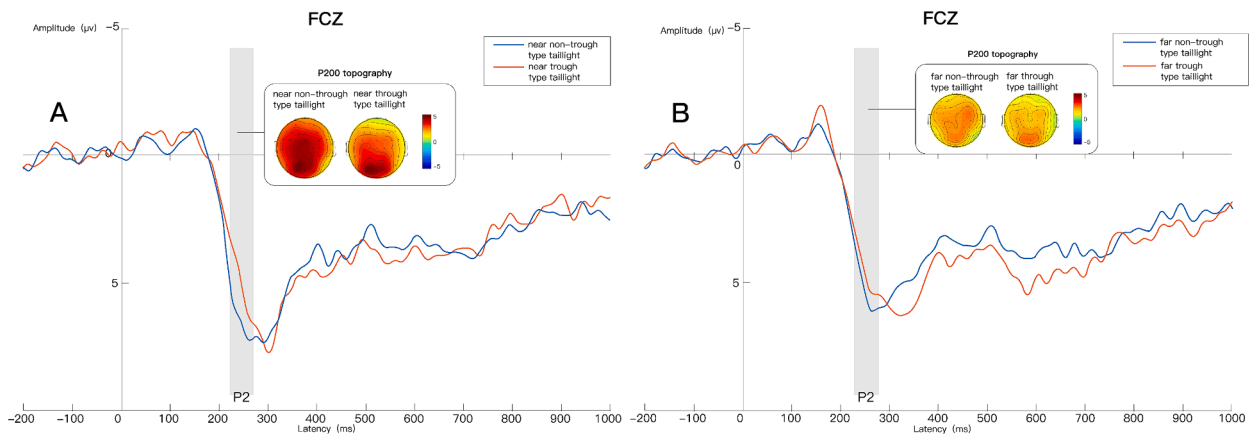 FCZ
-5
Amplitude (μv)
near non-trough
type taillight
near trough
type taillight
P200 topography
near non-through
type taillight
near through
type taillight
5
0
-5
A
0
5
P2
-200
-100
0
100
200
300
400
500
600
700
800
900
1000
Latency (ms)
FCZ
-5
Amplitude (μv)
far non-trough
type taillight
far trough
type taillight
P200 topography
far non-through
type taillight
far through
type taillight
5
0
-5
B
0
5
P2
-200
-100
0
100
200
300
400
500
600
700
800
900
1000
Latency (ms)